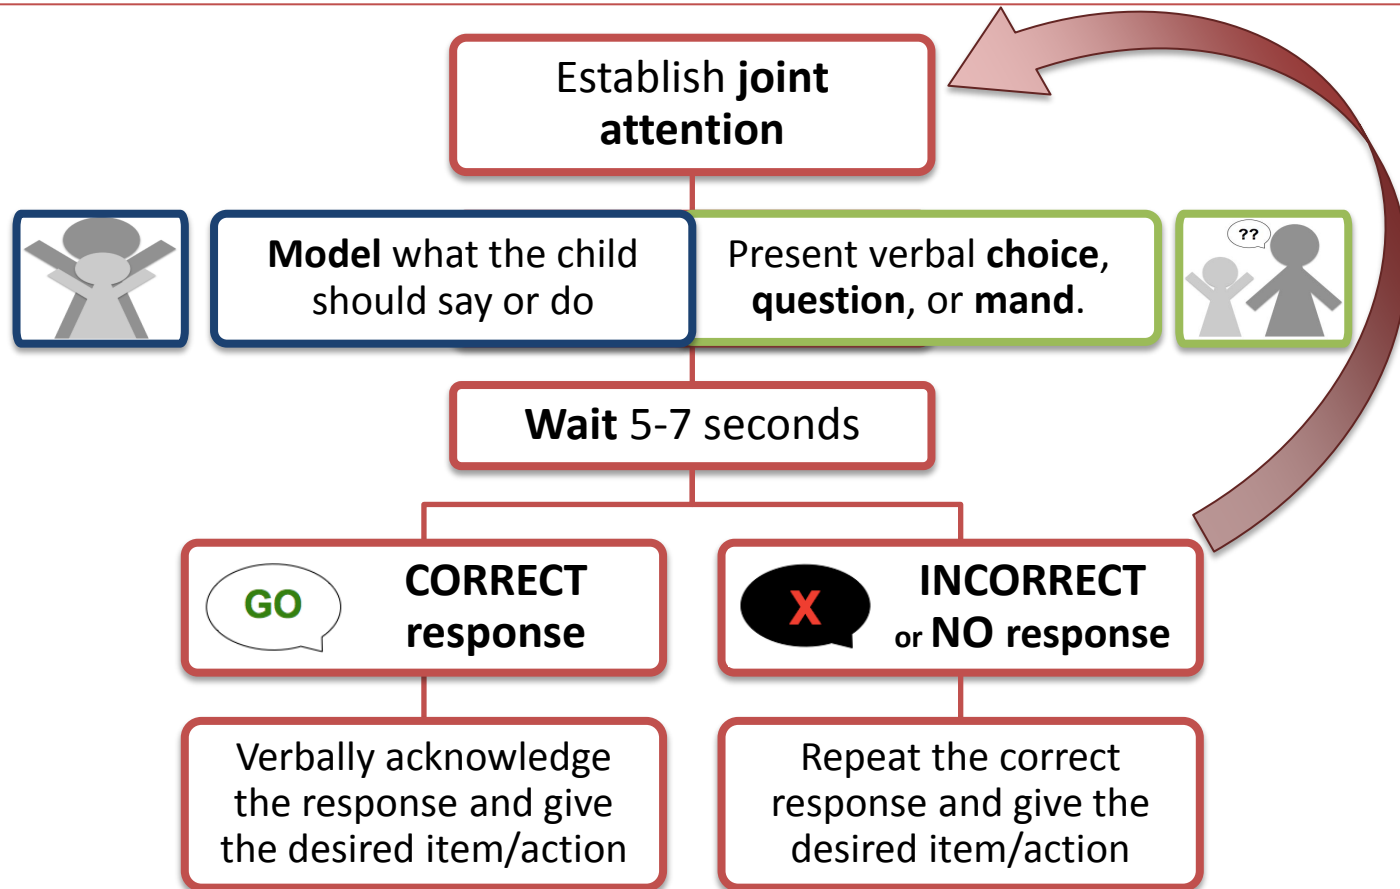 Establish joint
attention
Model what the child
should say or do
Present verbal choice,
question, or mand.
??
Wait 5-7 seconds
GO
CORRECT
response
X
INCORRECT
or NO response
Verbally acknowledge
the response and give
the desired item/action
Repeat the correct
response and give the
desired item/action